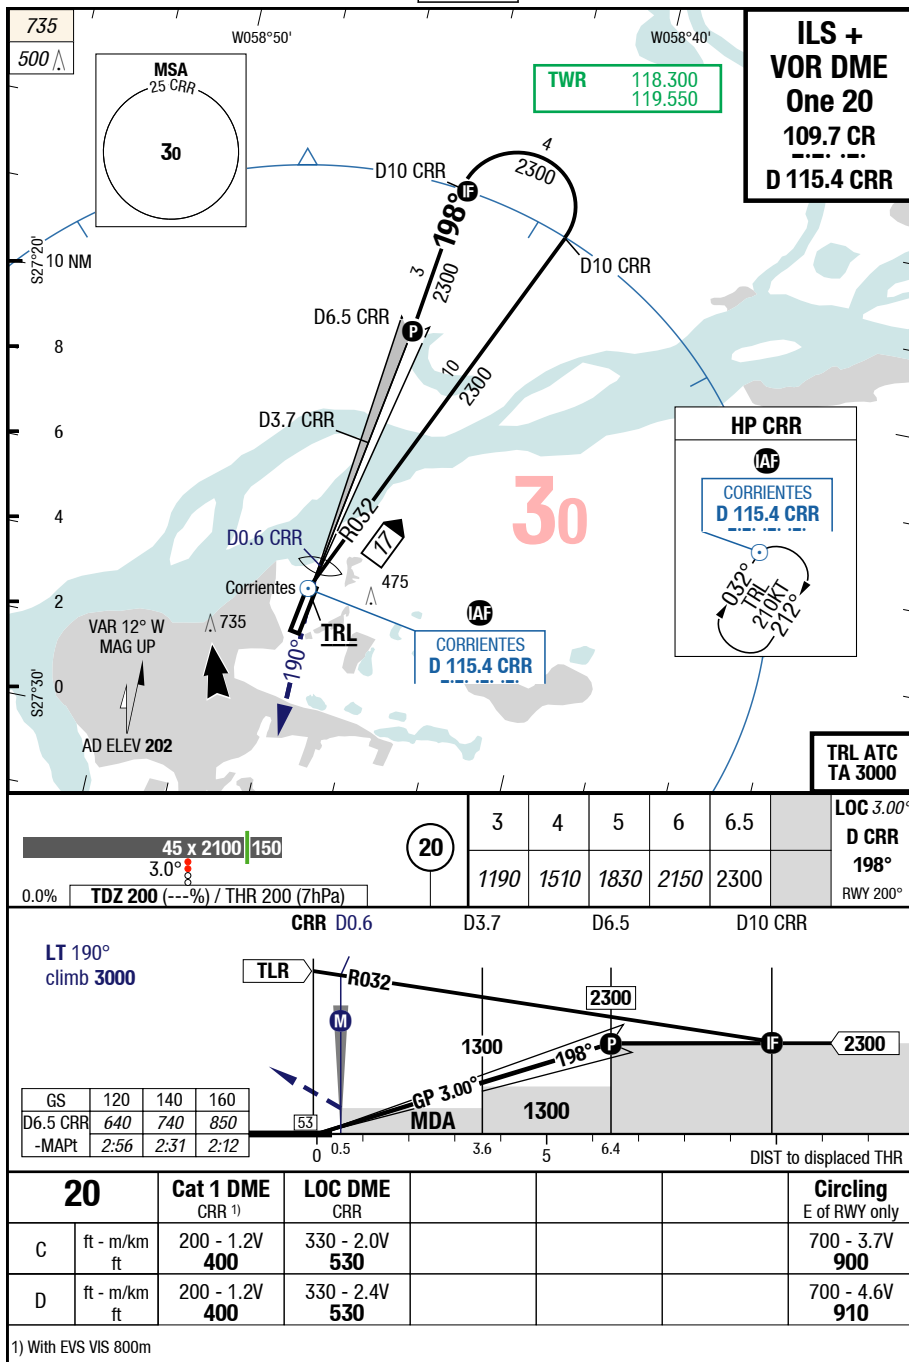 735
500
W058°50'
W058°40'
ILS +
VOR DME
One 20
109.7 CR
D 115.4 CRR
MSA
25 CRR
30
TWR 118.300
119.550
D10 CRR
IF
4
2300
198°
S27°20'
10 NM
D10 CRR
3
2300
D6.5 CRR
P
8
10
2300
D3.7 CRR
6
HP CRR
IAF
CORRIENTES
D 115.4 CRR
30
4
R032
17
D0.6 CRR
032°
TRL
210KT
212°
Corrientes
475
2
735
TRL
IAF
CORRIENTES
D 115.4 CRR
VAR 12° W
MAG UP
190°
S27°30'
0
AD ELEV 202
TRL ATC
TA 3000
45 x 2100 150
3.0°
0.0%
TDZ 200 (---%) / THR 200 (7hPa)
20
3 4 5 6 6.5
1190 1510 1830 2150 2300
LOC 3.00°
D CRR
198°
RWY 200°
CRR D0.6 D3.7 D6.5 D10 CRR
LT 190°
climb 3000
TLR
R032
2300
M
1300
198°
P
IF
2300
GP 3.00°
MDA
1300
GS 120 140 160
D6.5 CRR 640 740 850
-MAPt 2:56 2:31 2:12
53
0 0.5 3.6 5 6.4
DIST to displaced THR
20 Cat 1 DME LOC DME Circling
CRR 1) CRR E of RWY only
C ft - m/km 200 - 1.2V 330 - 2.0V 700 - 3.7V
ft 400 530 900
D ft - m/km 200 - 1.2V 330 - 2.4V 700 - 4.6V
ft 400 530 910
1) With EVS VIS 800m